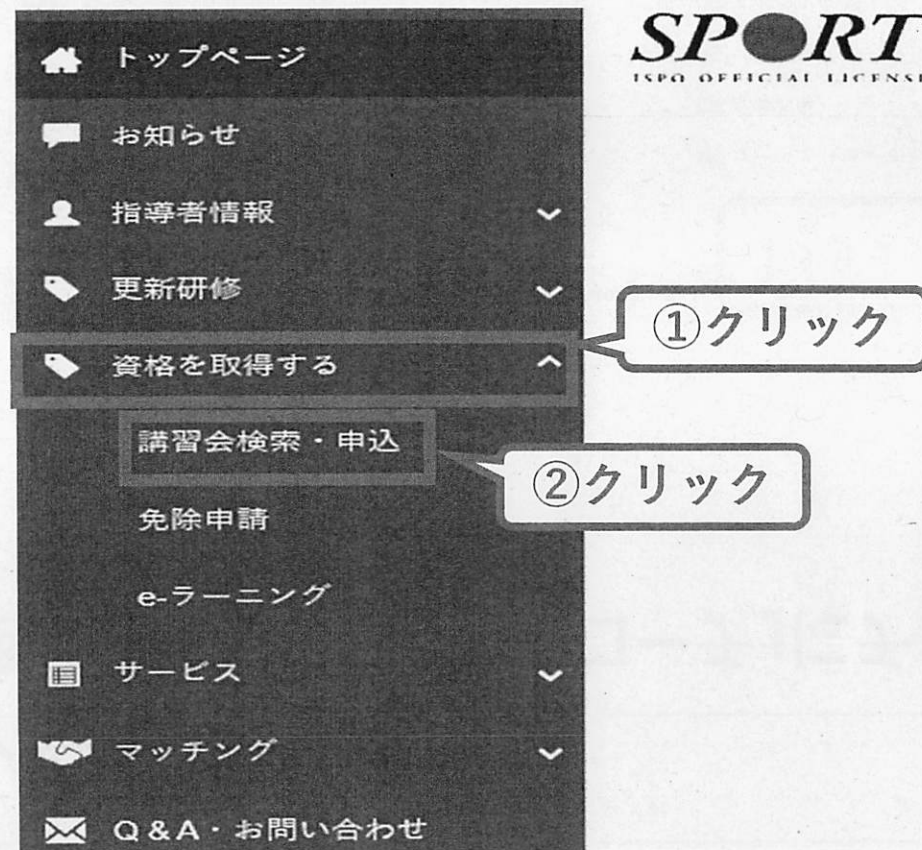 トップページ
SPORT
JSPO OFFICIAL LICENSE
お知らせ
指導者情報
更新研修
①クリック
資格を取得する
講習会検索・申込
②クリック
免除申請
e-ラーニング
サービス
マッチング
Q&A・お問い合わせ